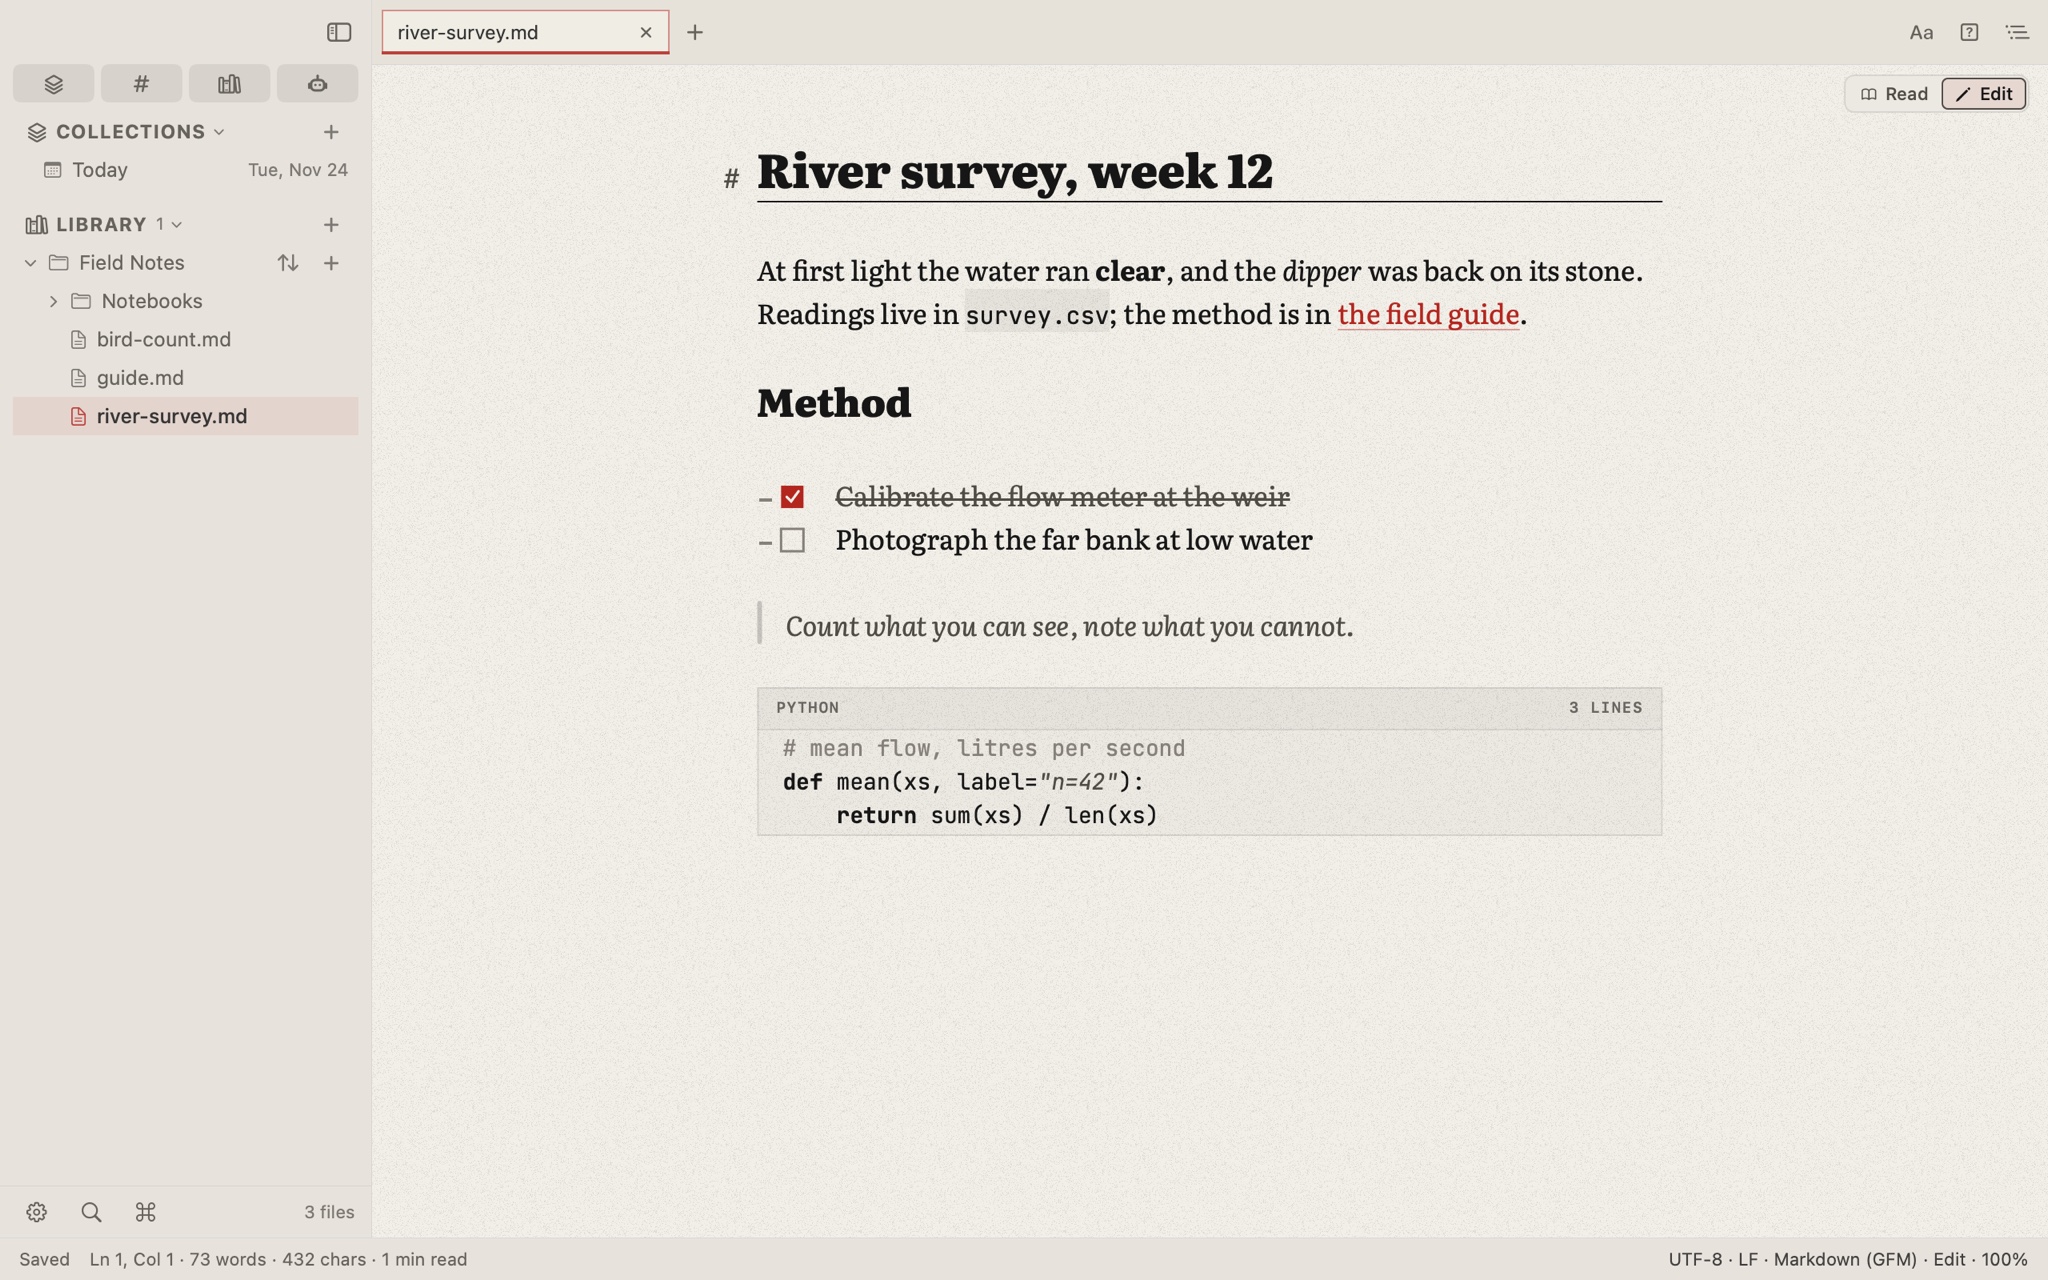 river-survey.md
Aa
Read
Edit
COLLECTIONS
Today Tue, Nov 24
LIBRARY 1
Field Notes
Notebooks
bird-count.md
guide.md
river-survey.md
# River survey, week 12
At first light the water ran clear, and the dipper was back on its stone.
Readings live in survey.csv; the method is in the field guide.
Method
– Calibrate the flow meter at the weir
– Photograph the far bank at low water
Count what you can see, note what you cannot.
PYTHON 3 LINES
# mean flow, litres per second
def mean(xs, label="n=42"):
    return sum(xs) / len(xs)
3 files
Saved Ln 1, Col 1 · 73 words · 432 chars · 1 min read
UTF-8 · LF · Markdown (GFM) · Edit · 100%